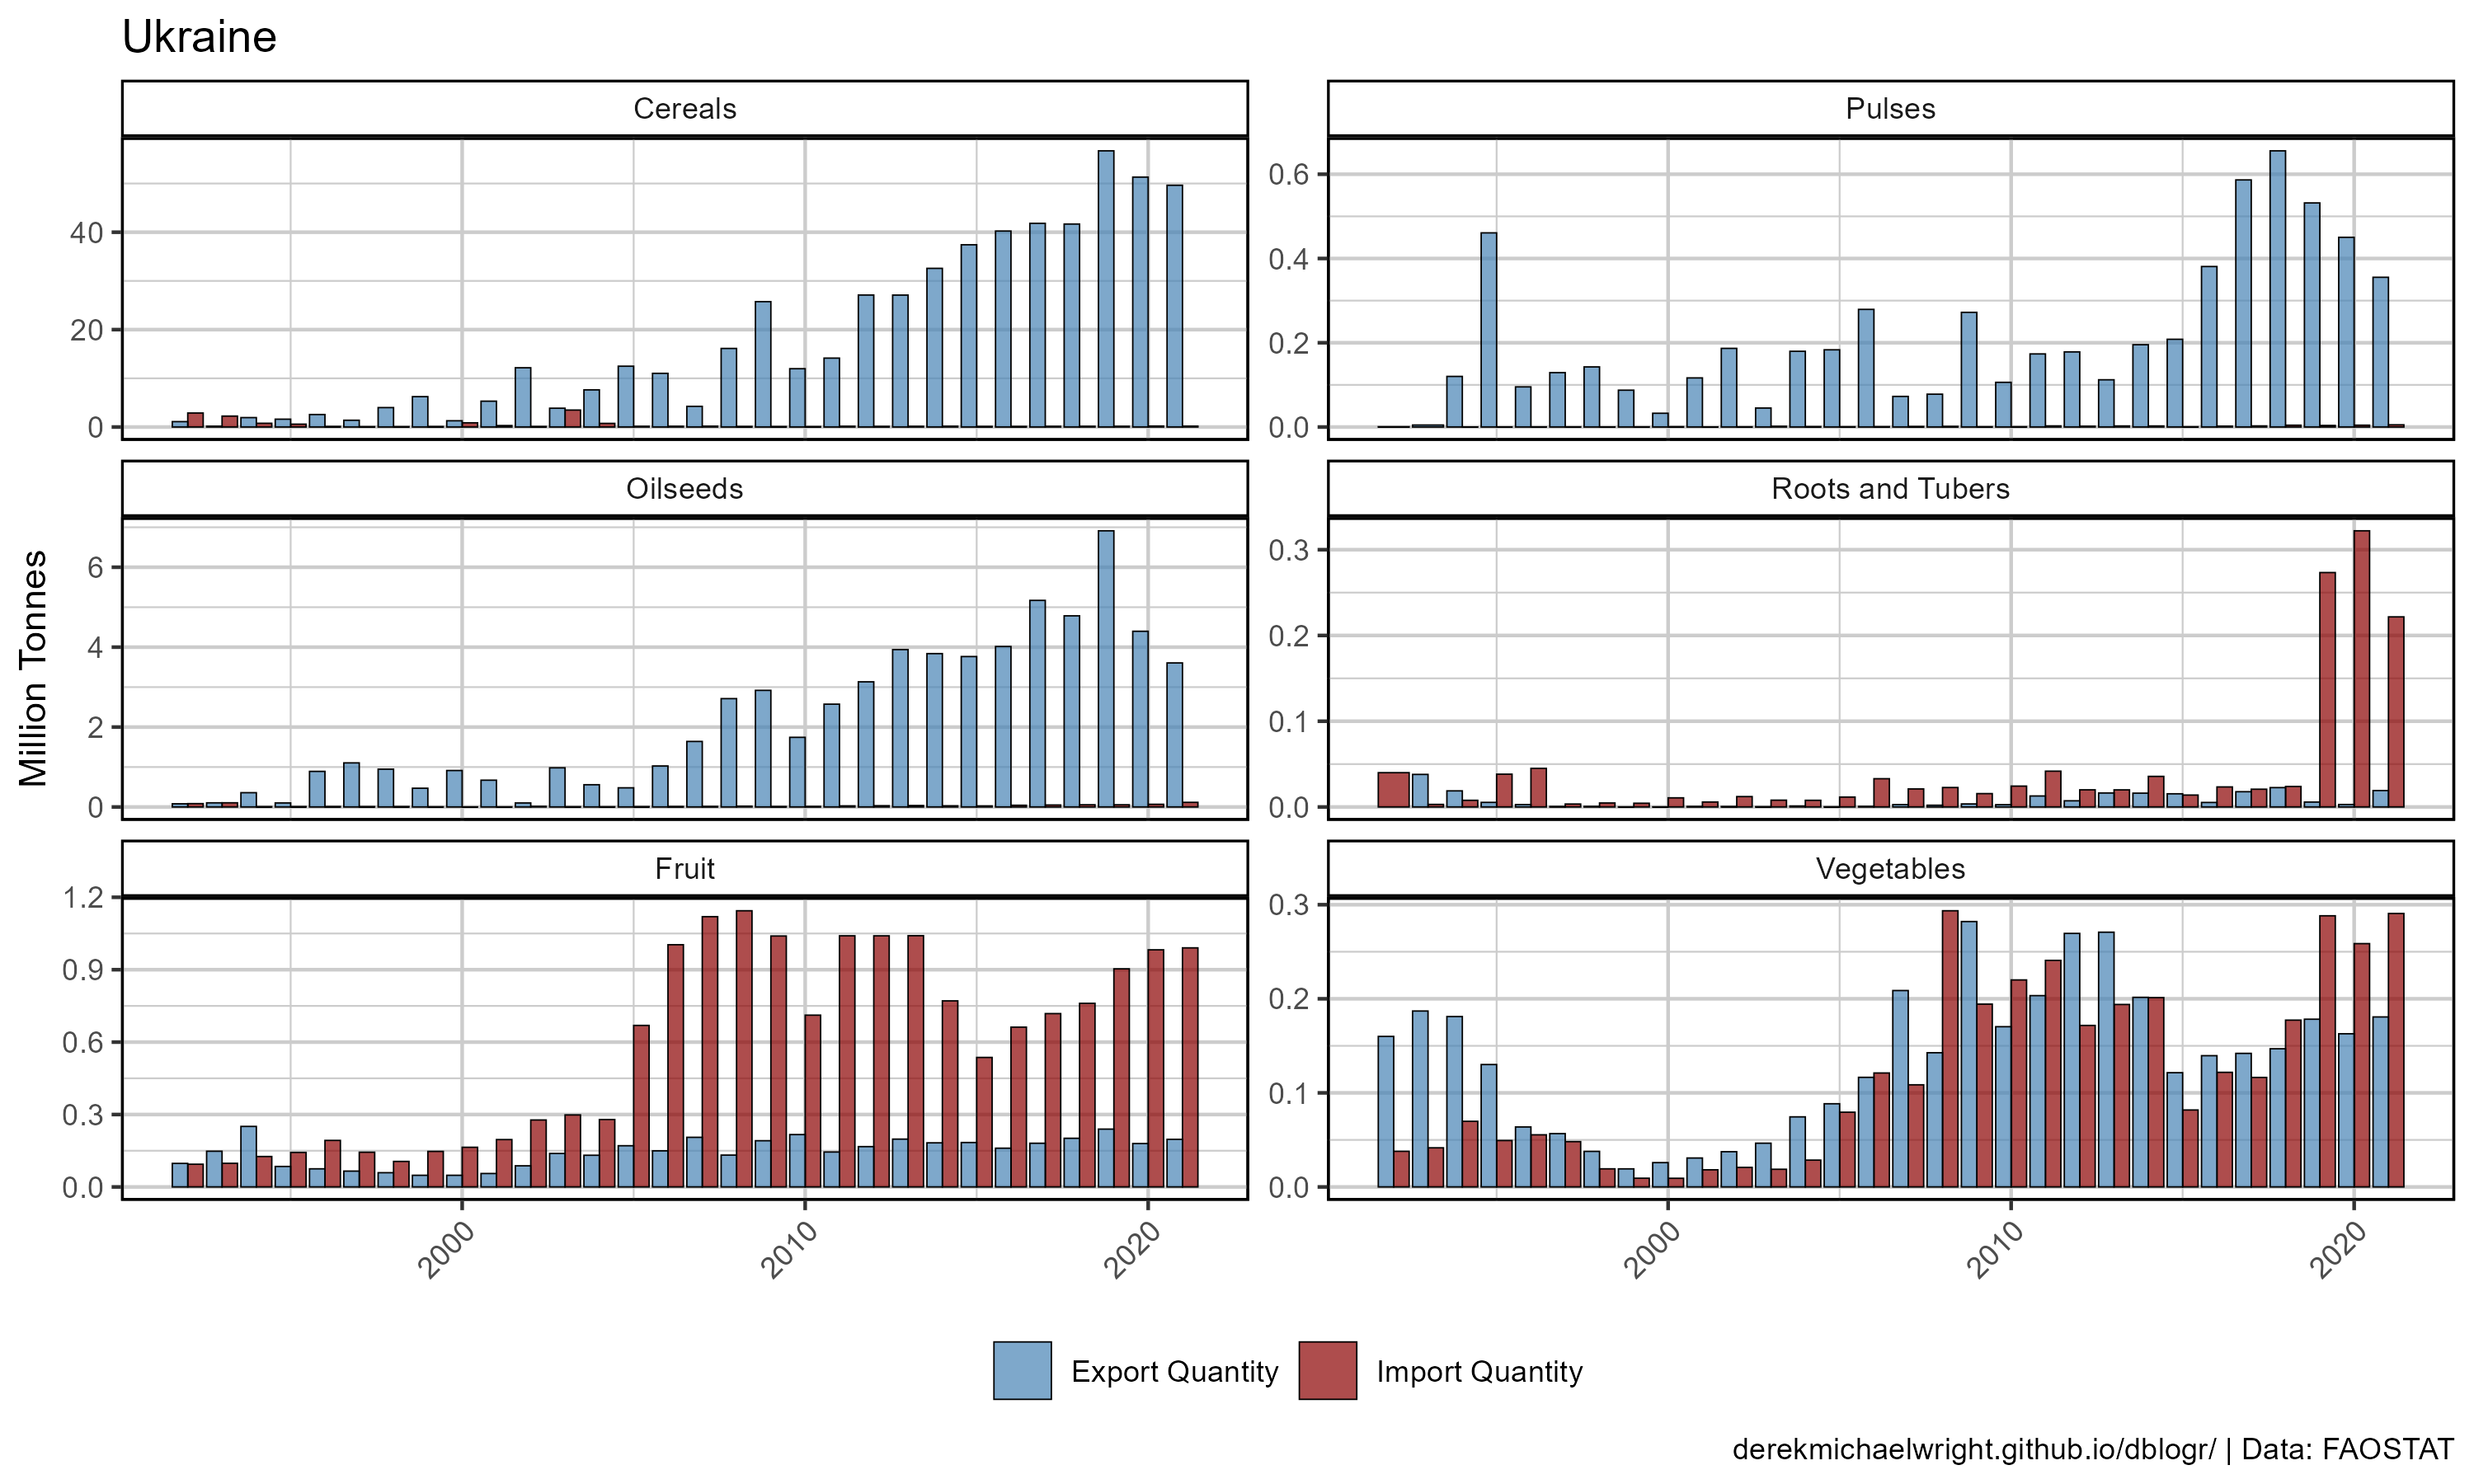 Ukraine
Cereals
Pulses
40
20
0
0.6
0.4
0.2
0.0
Oilseeds
Roots and Tubers
6
4
2
0
0.3
0.2
0.1
0.0
Fruit
Vegetables
1.2
0.9
0.6
0.3
0.0
0.3
0.2
0.1
0.0
Million Tonnes
2000
2010
2020
2000
2010
2020
Export Quantity
Import Quantity
derekmichaelwright.github.io/dblogr/ | Data: FAOSTAT